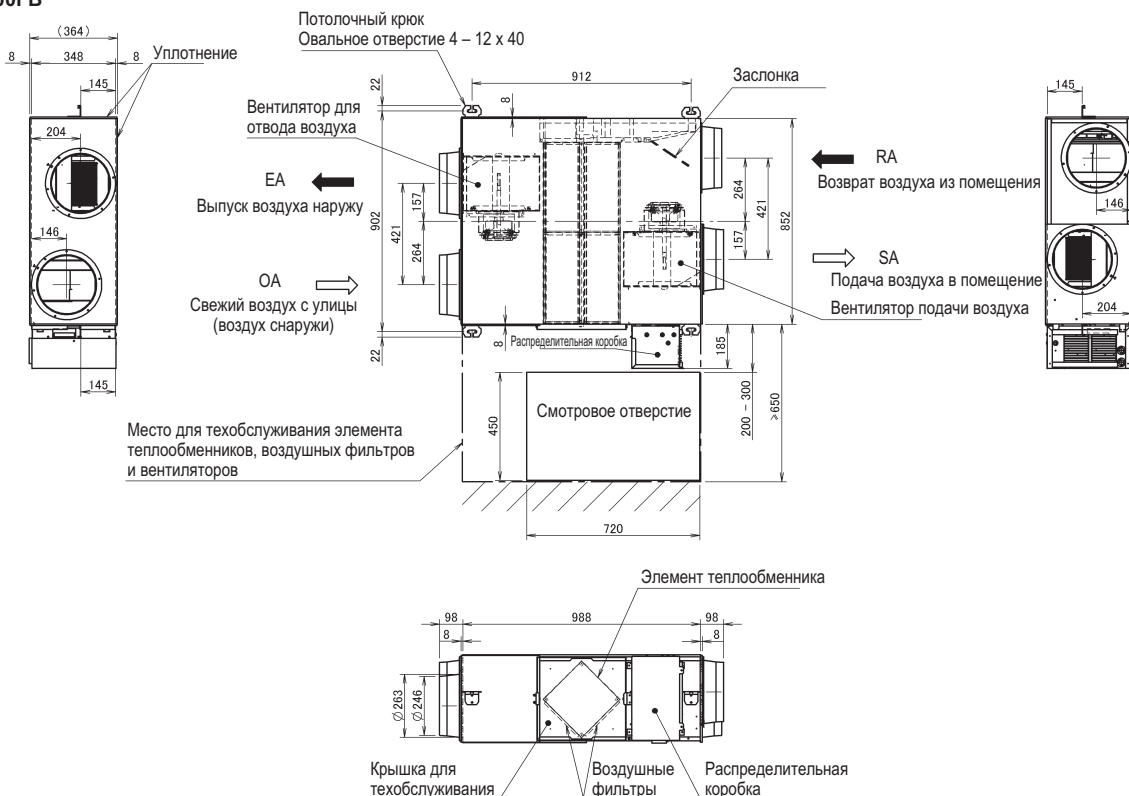 (364)
8
348
8
Уплотнение
145
204
146
145
Потолочный крюк
Овальное отверстие 4 – 12 x 40
22
912
8
Заслонка
Вентилятор для
отвода воздуха
EA
Выпуск воздуха наружу
OA
Свежий воздух с улицы
(воздух снаружи)
902
421
157
264
22
8
264
421
157
852
RA
Возврат воздуха из помещения
SA
Подача воздуха в помещение
Вентилятор подачи воздуха
145
146
204
Распределительная коробка
185
200 – 300
≥650
Смотровое отверстие
450
720
Место для техобслуживания элемента
теплообменников, воздушных фильтров
и вентиляторов
Элемент теплообменника
98
988
98
8
8
Ø263
Ø246
Крышка для
техобслуживания
Воздушные
фильтры
Распределительная
коробка